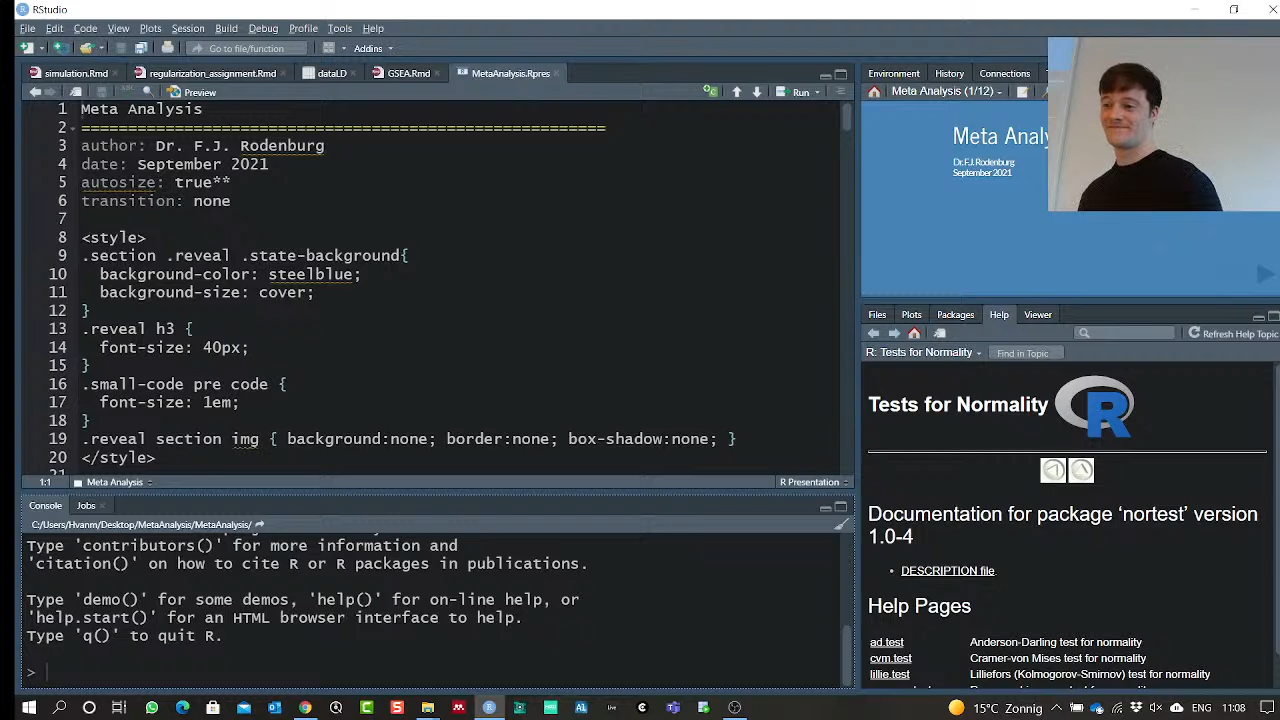 RStudio
File Edit Code View Plots Session Build Debug Profile Tools Help
Go to file/function Addins
simulation.Rmd regularization_assignment.Rmd dataLD GSEA.Rmd MetaAnalysis.Rpres
Preview Run
1 Meta Analysis
2 =========================================================
3 author: Dr. F.J. Rodenburg
4 date: September 2021
5 autosize: true**
6 transition: none
7
8 <style>
9 .section .reveal .state-background{
10 background-color: steelblue;
11 background-size: cover;
12 }
13 .reveal h3 {
14 font-size: 40px;
15 }
16 .small-code pre code {
17 font-size: 1em;
18 }
19 .reveal section img { background:none; border:none; box-shadow:none; }
20 </style>
21
1:1 Meta Analysis R Presentation
Console Jobs
C:/Users/Hvanm/Desktop/MetaAnalysis/MetaAnalysis/
Type 'contributors()' for more information and
'citation()' on how to cite R or R packages in publications.
Type 'demo()' for some demos, 'help()' for on-line help, or
'help.start()' for an HTML browser interface to help.
Type 'q()' to quit R.
>
Environment History Connections
Meta Analysis (1/12)
Meta Analy
Dr. F.J. Rodenburg
September 2021
Files Plots Packages Help Viewer
Refresh Help Topic
R: Tests for Normality Find in Topic
Tests for Normality R
Documentation for package ‘nortest’ version
1.0-4
• DESCRIPTION file.
Help Pages
ad.test Anderson-Darling test for normality
cvm.test Cramer-von Mises test for normality
lillie.test Lilliefors (Kolmogorov-Smirnov) test for normality
15°C Zonnig ENG 11:08